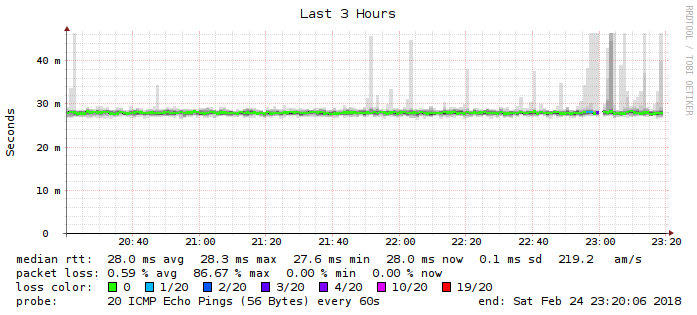 Last 3 Hours
RRDTOOL / TOBI OETIKER
Seconds
40 m
30 m
20 m
10 m
0
20:40 21:00 21:20 21:40 22:00 22:20 22:40 23:00 23:20
median rtt: 28.0 ms avg 28.3 ms max 27.6 ms min 28.0 ms now 0.1 ms sd 219.2 am/s
packet loss: 0.59 % avg 86.67 % max 0.00 % min 0.00 % now
loss color: 0 1/20 2/20 3/20 4/20 10/20 19/20
probe: 20 ICMP Echo Pings (56 Bytes) every 60s end: Sat Feb 24 23:20:06 2018